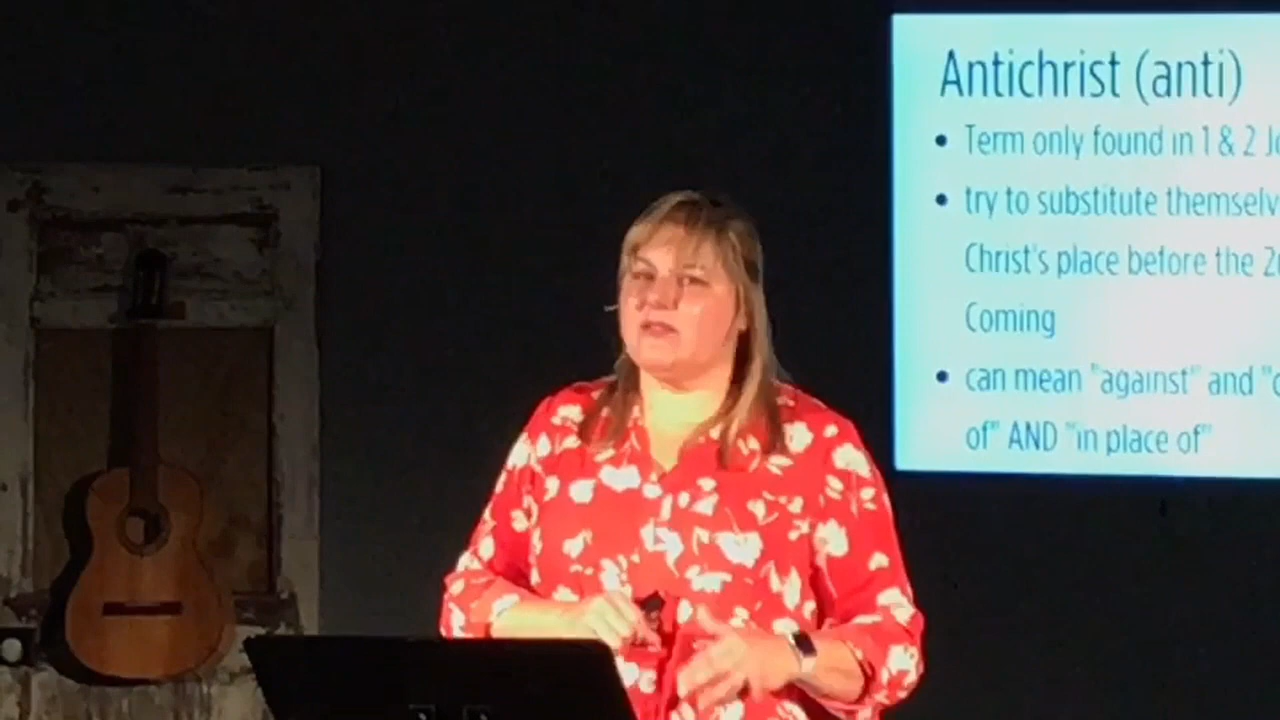 Antichrist (anti)
• Term only found in 1 & 2
• try to substitute
Christ's place before the
Coming
• can mean "against" and
of" AND "in place of"